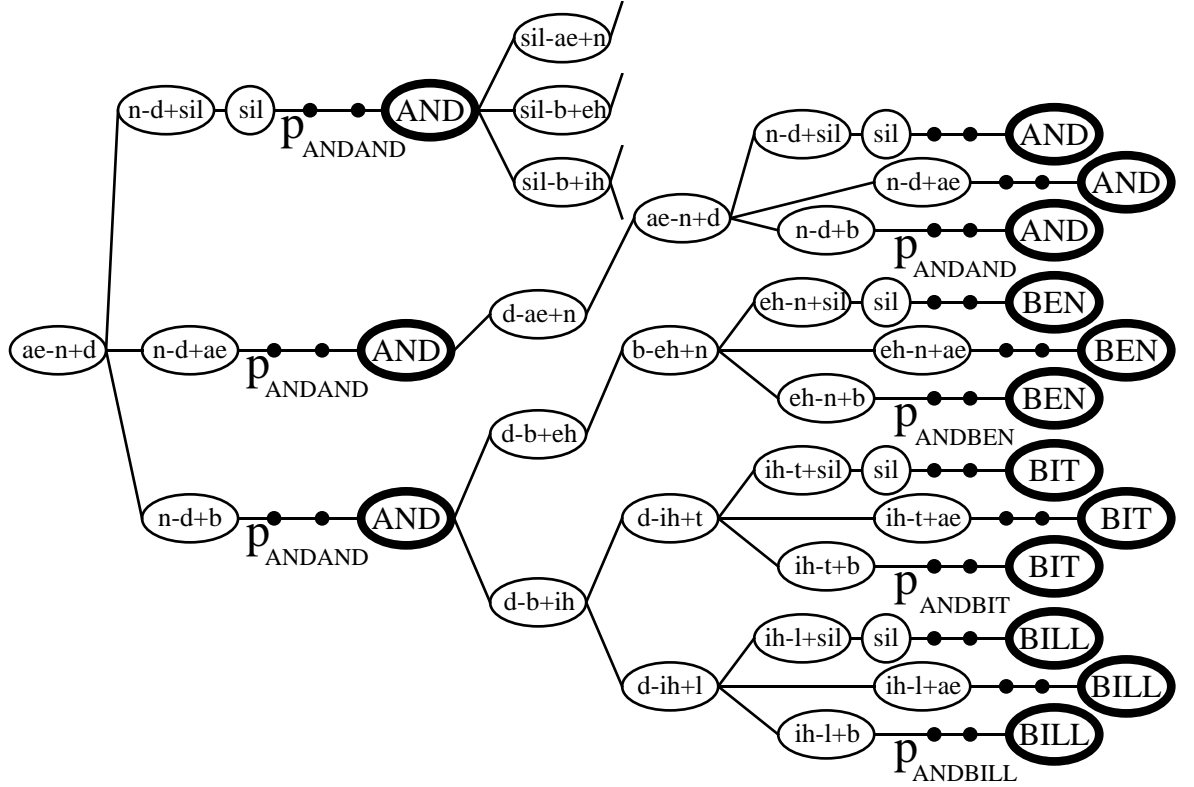 sil-ae+n
n-d+sil sil AND sil-b+eh
p ANDAND
sil-b+ih
n-d+sil sil AND
n-d+ae AND
ae-n+d
n-d+b AND
p ANDAND
d-ae+n
eh-n+sil sil BEN
ae-n+d n-d+ae AND b-eh+n eh-n+ae BEN
p ANDAND
eh-n+b BEN
p ANDBEN
d-b+eh
ih-t+sil sil BIT
n-d+b AND d-ih+t ih-t+ae BIT
p ANDAND
ih-t+b BIT
p ANDBIT
d-b+ih
ih-l+sil sil BILL
d-ih+l ih-l+ae BILL
ih-l+b BILL
p ANDBILL